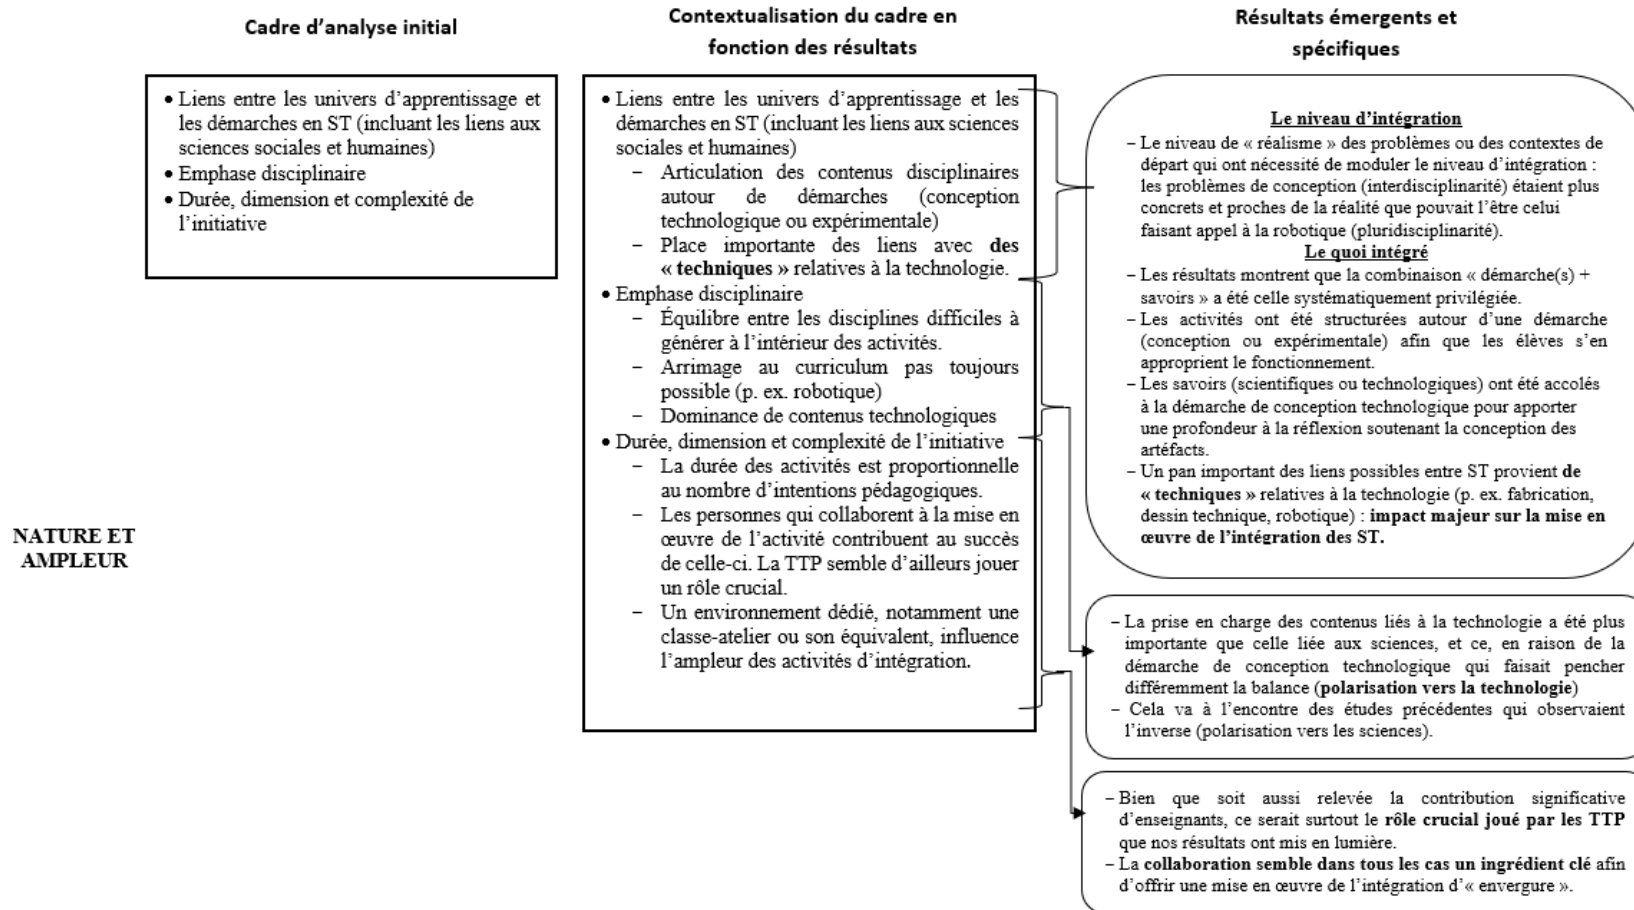 Cadre d’analyse initial
Contextualisation du cadre en
fonction des résultats
Résultats émergents et
spécifiques
NATURE ET
AMPLEUR
• Liens entre les univers d’apprentissage et
les démarches en ST (incluant les liens aux
sciences sociales et humaines)
• Emphase disciplinaire
• Durée, dimension et complexité de
l’initiative
• Liens entre les univers d’apprentissage et les
démarches en ST (incluant les liens aux sciences
sociales et humaines)
− Articulation des contenus disciplinaires
autour de démarches (conception
technologique ou expérimentale)
− Place importante des liens avec des
« techniques » relatives à la technologie.
• Emphase disciplinaire
− Équilibre entre les disciplines difficiles à
générer à l’intérieur des activités.
− Arrimage au curriculum pas toujours
possible (p. ex. robotique)
− Dominance de contenus technologiques
• Durée, dimension et complexité de l’initiative
− La durée des activités est proportionnelle
au nombre d’intentions pédagogiques.
− Les personnes qui collaborent à la mise en
œuvre de l’activité contribuent au succès
de celle-ci. La TTP semble d’ailleurs jouer
un rôle crucial.
− Un environnement dédié, notamment une
classe-atelier ou son équivalent, influence
l’ampleur des activités d’intégration.
Le niveau d’intégration
− Le niveau de « réalisme » des problèmes ou des contextes de
départ qui ont nécessité de moduler le niveau d’intégration :
les problèmes de conception (interdisciplinarité) étaient plus
concrets et proches de la réalité que pouvait l’être celui
faisant appel à la robotique (pluridisciplinarité).
Le quoi intégré
− Les résultats montrent que la combinaison « démarche(s) +
savoirs » a été celle systématiquement privilégiée.
− Les activités ont été structurées autour d’une démarche
(conception ou expérimentale) afin que les élèves s’en
approprient le fonctionnement.
− Les savoirs (scientifiques ou technologiques) ont été accolés
à la démarche de conception technologique pour apporter
une profondeur à la réflexion soutenant la conception des
artéfacts.
− Un pan important des liens possibles entre ST provient de
« techniques » relatives à la technologie (p. ex. fabrication,
dessin technique, robotique) : impact majeur sur la mise en
œuvre de l’intégration des ST.
− La prise en charge des contenus liés à la technologie a été plus
importante que celle liée aux sciences, et ce, en raison de la
démarche de conception technologique qui faisait pencher
différemment la balance (polarisation vers la technologie)
− Cela va à l’encontre des études précédentes qui observaient
l’inverse (polarisation vers les sciences).
− Bien que soit aussi relevée la contribution significative
d’enseignants, ce serait surtout le rôle crucial joué par les TTP
que nos résultats ont mis en lumière.
− La collaboration semble dans tous les cas un ingrédient clé afin
d’offrir une mise en œuvre de l’intégration d’« envergure ».